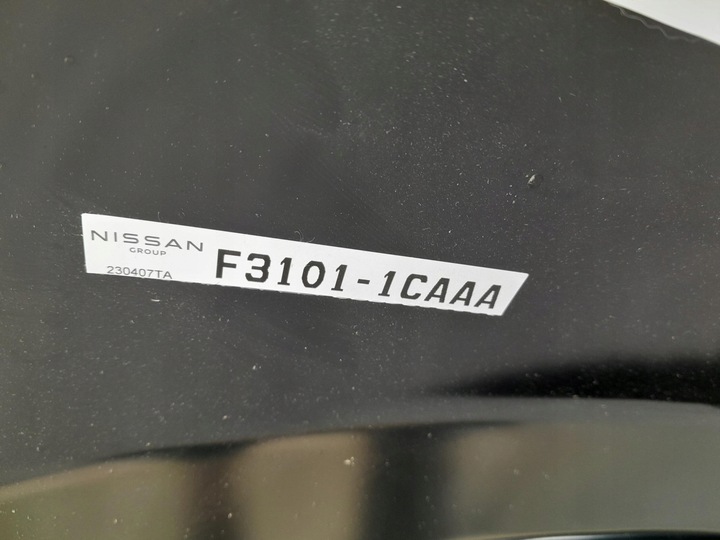 NISSAN
GROUP
230407TA
F3101-1CAAA